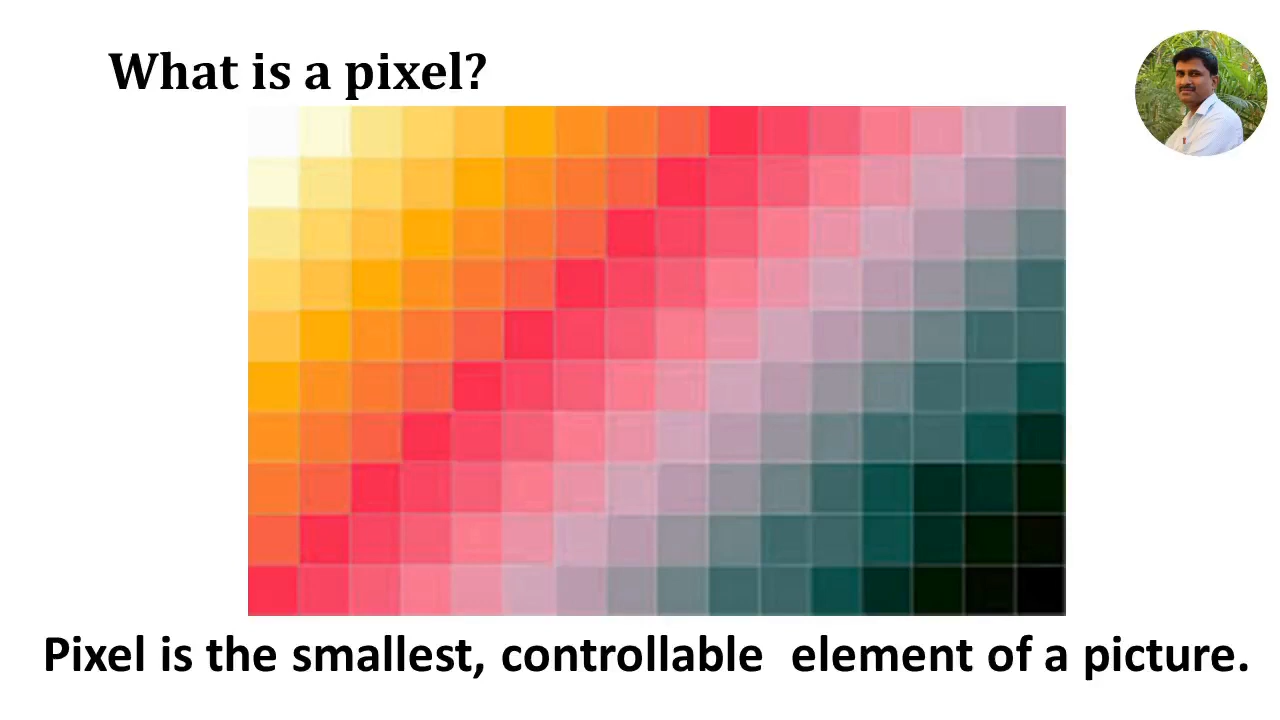 What is a pixel?
Pixel is the smallest, controllable element of a picture.